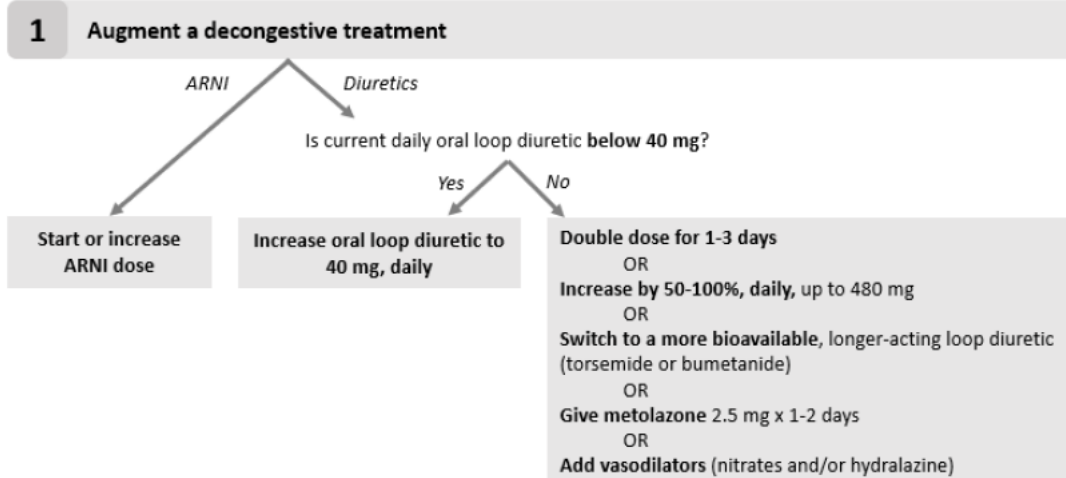 1 Augment a decongestive treatment
ARNI
Diuretics
Is current daily oral loop diuretic below 40 mg?
Yes
No
Start or increase
ARNI dose
Increase oral loop diuretic to
40 mg, daily
Double dose for 1-3 days
OR
Increase by 50-100%, daily, up to 480 mg
OR
Switch to a more bioavailable, longer-acting loop diuretic
(torsemide or bumetanide)
OR
Give metolazone 2.5 mg x 1-2 days
OR
Add vasodilators (nitrates and/or hydralazine)